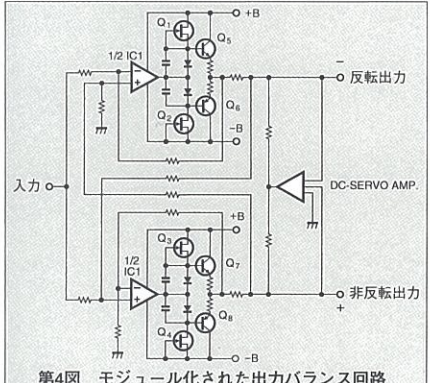 +B
Q₁
Q₅
1/2 IC1
−
+
Q₆
Q₂
−B
−
反転出力
入力
DC-SERVO AMP.
+B
Q₃
1/2
IC1
Q₇
−
+
Q₈
Q₄
−B
非反転出力
+
第4図 モジュール化された出力バランス回路